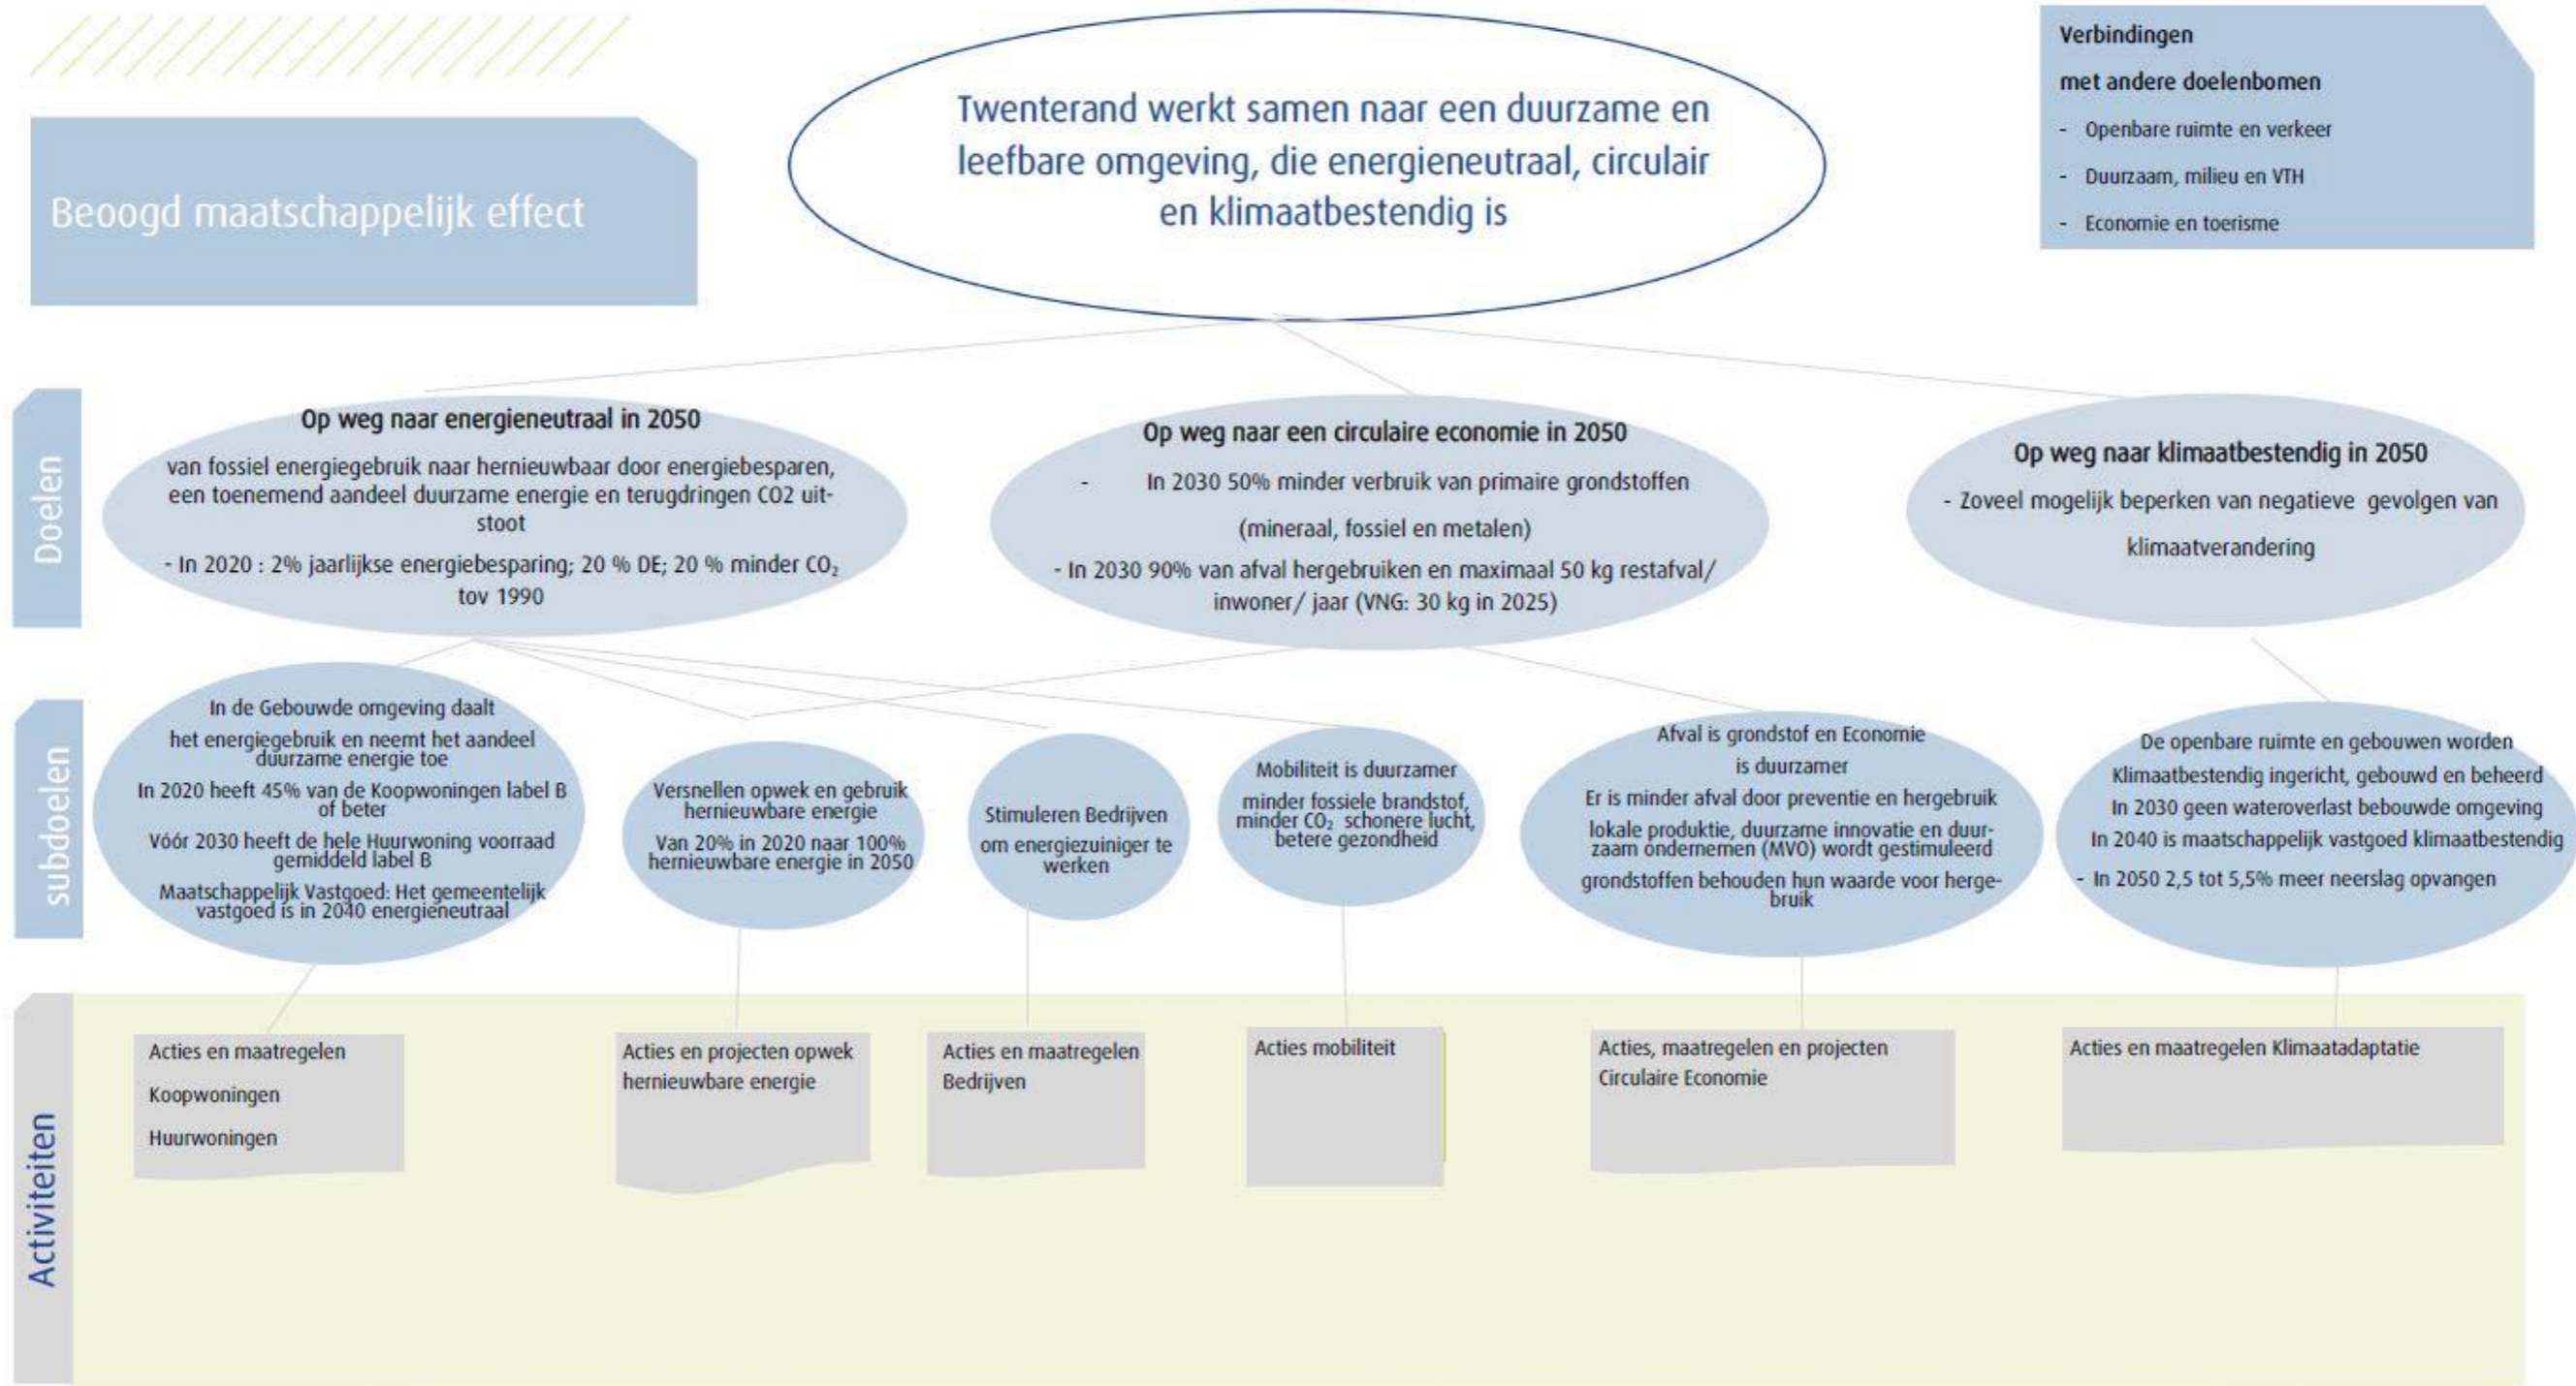 Beoogd maatschappelijk effect
Twenterand werkt samen naar een duurzame en
leefbare omgeving, die energieneutraal, circulair
en klimaatbestendig is
Verbindingen
met andere doelenbomen
- Openbare ruimte en verkeer
- Duurzaam, milieu en VTH
- Economie en toerisme
Doelen
Op weg naar energieneutraal in 2050
van fossiel energiegebruik naar hernieuwbaar door energiebesparen,
een toenemend aandeel duurzame energie en terugdringen CO2 uit-
stoot
- In 2020 : 2% jaarlijkse energiebesparing; 20 % DE; 20 % minder CO₂
tov 1990
Op weg naar een circulaire economie in 2050
- In 2030 50% minder verbruik van primaire grondstoffen
(mineraal, fossiel en metalen)
- In 2030 90% van afval hergebruiken en maximaal 50 kg restafval/
inwoner/ jaar (VNG: 30 kg in 2025)
Op weg naar klimaatbestendig in 2050
- Zoveel mogelijk beperken van negatieve gevolgen van
klimaatverandering
subdoelen
In de Gebouwde omgeving daalt
het energiegebruik en neemt het aandeel
duurzame energie toe
In 2020 heeft 45% van de Koopwoningen label B
of beter
Vóór 2030 heeft de hele Huurwoning voorraad
gemiddeld label B
Maatschappelijk Vastgoed: Het gemeentelijk
vastgoed is in 2040 energieneutraal
Versnellen opwek en gebruik
hernieuwbare energie
Van 20% in 2020 naar 100%
hernieuwbare energie in 2050
Stimuleren Bedrijven
om energiezuiniger te
werken
Mobiliteit is duurzamer
minder fossiele brandstof,
minder CO₂ schonere lucht,
betere gezondheid
Afval is grondstof en Economie
is duurzamer
Er is minder afval door preventie en hergebruik
lokale produktie, duurzame innovatie en duur-
zaam ondernemen (MVO) wordt gestimuleerd
grondstoffen behouden hun waarde voor herge-
bruik
De openbare ruimte en gebouwen worden
Klimaatbestendig ingericht, gebouwd en beheerd
In 2030 geen wateroverlast bebouwde omgeving
In 2040 is maatschappelijk vastgoed klimaatbestendig
- In 2050 2,5 tot 5,5% meer neerslag opvangen
Activiteiten
Acties en maatregelen
Koopwoningen
Huurwoningen
Acties en projecten opwek
hernieuwbare energie
Acties en maatregelen
Bedrijven
Acties mobiliteit
Acties, maatregelen en projecten
Circulaire Economie
Acties en maatregelen Klimaatadaptatie